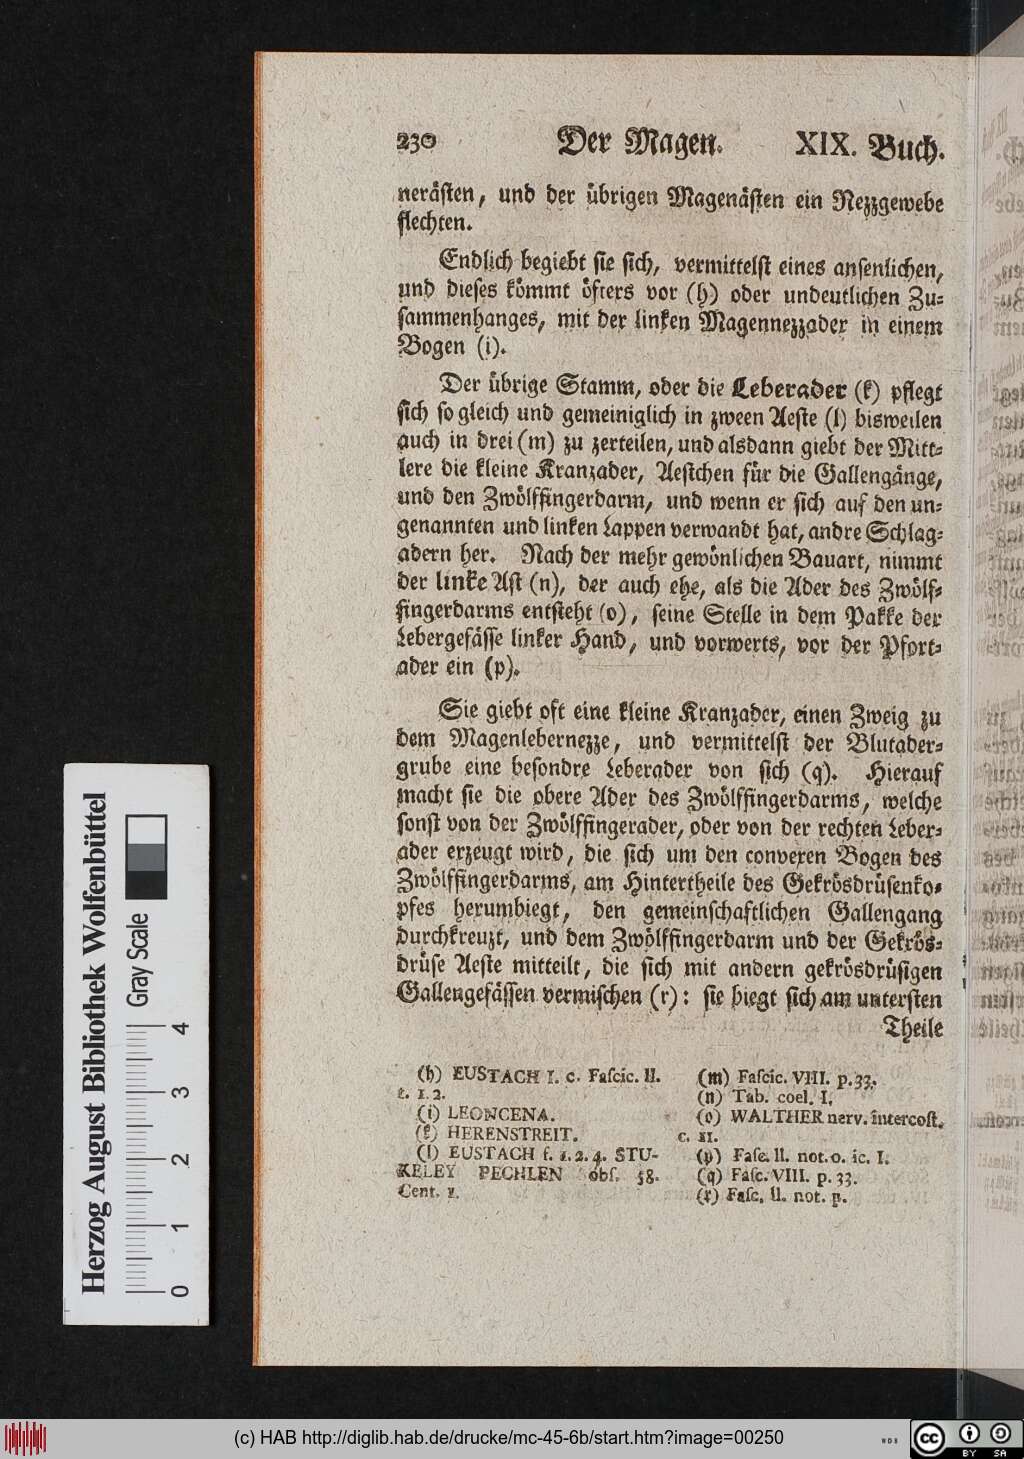 230 Der Magen. XIX. Buch.
nerästen, und der übrigen Magenästen ein Nezzgewebe
flechten.
Endlich begiebt sie sich, vermittelst eines ansenlichen,
und dieses kömmt öfters vor (h) oder undeutlichen Zu=
sammenhanges, mit der linken Magennezzader in einem
Bogen (i).
Der übrige Stamm, oder die Leberader (k) pflegt
sich so gleich und gemeiniglich in zween Aeste (l) bisweilen
auch in drei (m) zu zerteilen, und alsdann giebt der Mitt=
lere die kleine Kranzader, Aestchen für die Gallengänge,
und den Zwölffingerdarm, und wenn er sich auf den un=
genannten und linken Lappen verwandt hat, andre Schlag=
adern her. Nach der mehr gewönlichen Bauart, nimmt
der linke Ast (n), der auch ehe, als die Ader des Zwölf=
fingerdarms entsteht (o), seine Stelle in dem Pakke der
Lebergefässe linker Hand, und vorwerts, vor der Pfort=
ader ein (p).
Sie giebt oft eine kleine Kranzader, einen Zweig zu
dem Magenlebernezze, und vermittelst der Blutader=
grube eine besondre Leberader von sich (q). Hierauf
macht sie die obere Ader des Zwölffingerdarms, welche
sonst von der Zwölffingerader, oder von der rechten Leber=
ader erzeugt wird, die sich um den convexen Bogen des
Zwölffingerdarms, am Hintertheile des Gekrösdrüsenko=
pfes herumbiegt, den gemeinschaftlichen Gallengang
durchkreuzt, und dem Zwölffingerdarm und der Gekrös=
drüse Aeste mitteilt, die sich mit andern gekrösdrüsigen
Gallengefässen vermischen (r): sie biegt sich am untersten
Theile
(h) EUSTACH I. c. Fascic. II.
f. 1. 2.
(i) LEONCENA.
(k) HERENSTREIT.
(l) EUSTACH f. 1. 2. 4. STU-
KELEY PECHLEN obs. 58.
Cent. 1.
(m) Fascic. VIII. p. 33.
(n) Tab. coel. I.
(o) WALTHER nerv. intercost.
c. II.
(p) Fasc. II. not. o. ic. I.
(q) Fasc. VIII. p. 33.
(r) Fasc. II. not. p.
Herzog August Bibliothek Wolfenbüttel
Gray Scale
0 1 2 3 4
(c) HAB http://diglib.hab.de/drucke/mc-45-6b/start.htm?image=00250
WDB
cc BY SA